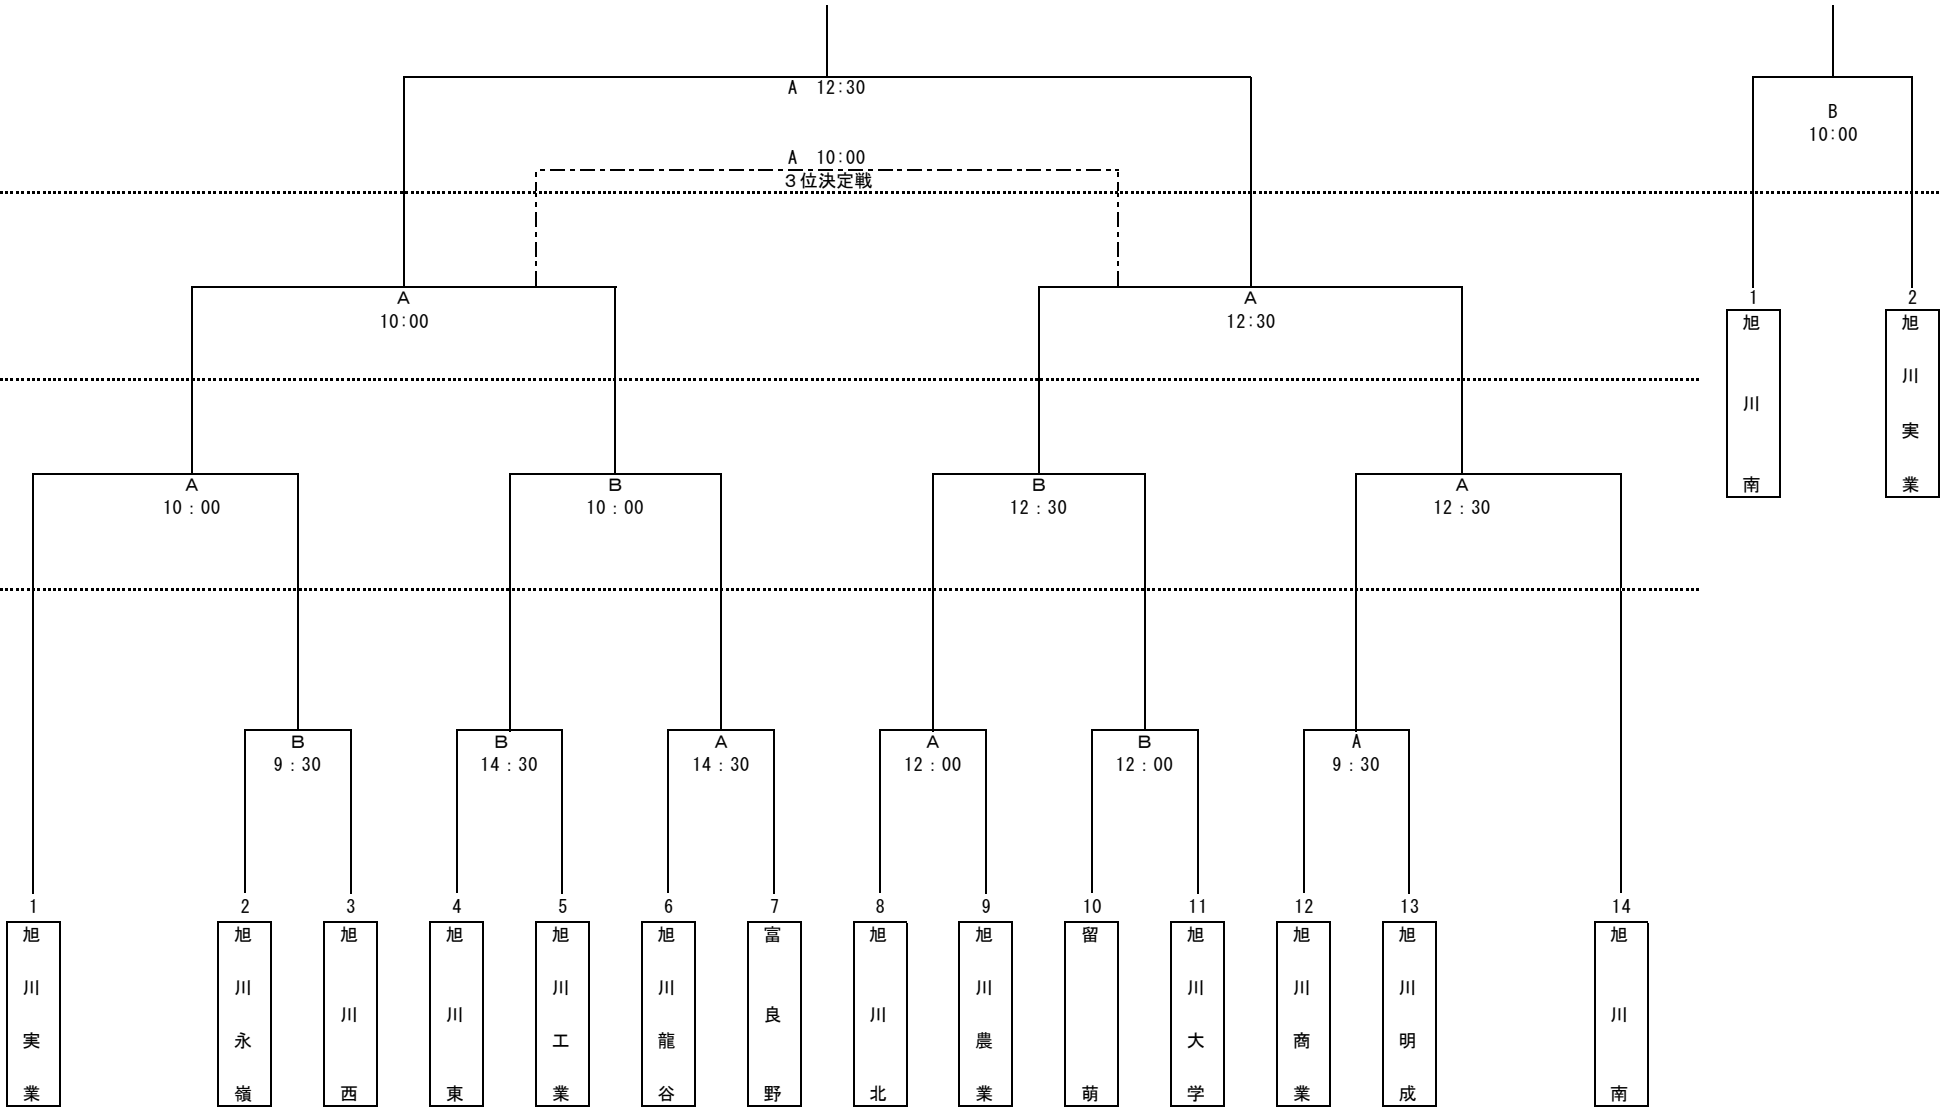 A 12:30
B
10:00
A 10:00
3位決定戦
A
10:00
A
12:30
1
2
旭川南
旭川実業
A
10：00
B
10：00
B
12：30
A
12：30
B
9：30
B
14：30
A
14：30
A
12：00
B
12：00
A
9：30
1
2
3
4
5
6
7
8
9
10
11
12
13
14
旭川実業
旭川永嶺
旭川西
旭川東
旭川工業
旭川龍谷
富良野
旭川北
旭川農業
留萌
旭川大学
旭川商業
旭川明成
旭川南